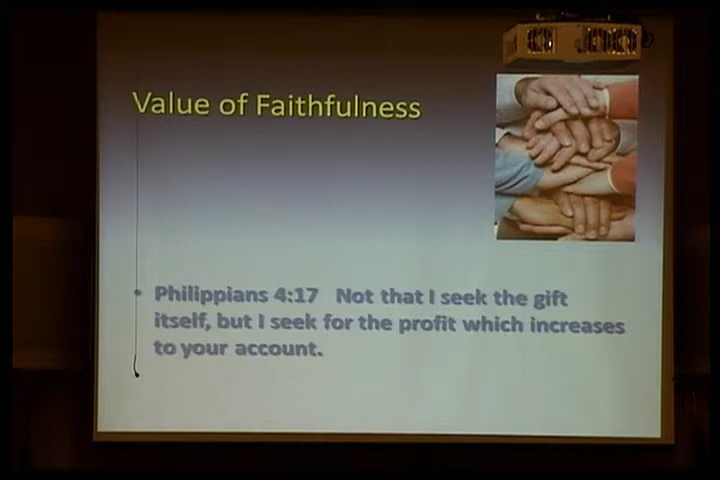 Value of Faithfulness
• Philippians 4:17 Not that I seek the gift
itself, but I seek for the profit which increases
to your account.